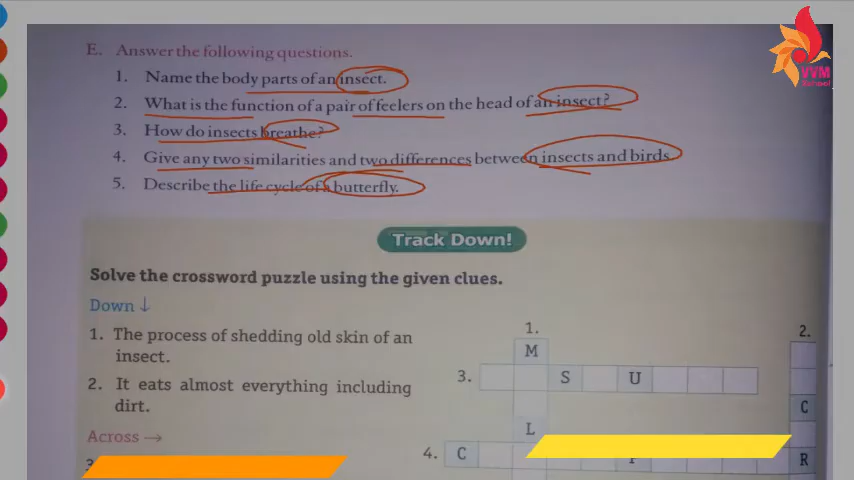 E. Answer the following questions.
1. Name the body parts of an insect.
2. What is the function of a pair of feelers on the head of an insect?
3. How do insects breathe?
4. Give any two similarities and two differences between insects and birds.
5. Describe the life cycle of a butterfly.
VVM
School
Track Down!
Solve the crossword puzzle using the given clues.
Down ↓
1. The process of shedding old skin of an
insect.
2. It eats almost everything including
dirt.
Across →
1.
M
2.
3. S U
C
L
4. C
R